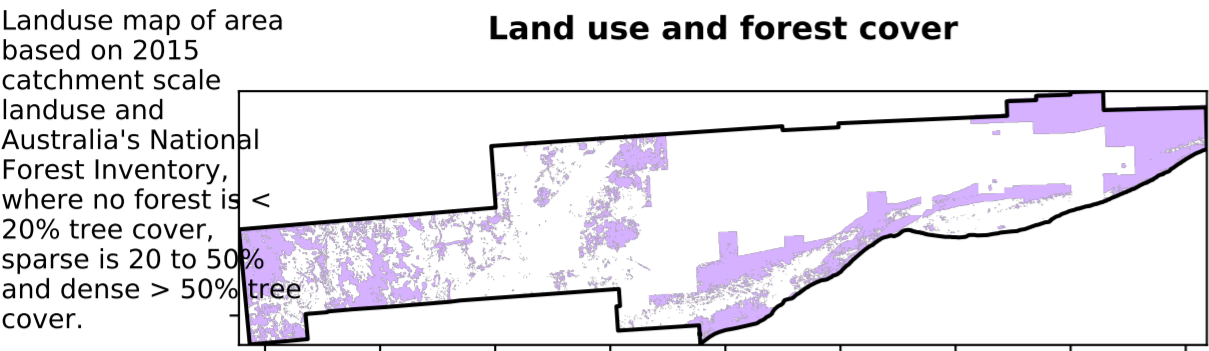 Land use and forest cover
Landuse map of area
based on 2015
catchment scale
landuse and
Australia's National
Forest Inventory,
where no forest is <
20% tree cover,
sparse is 20 to 50%
and dense > 50% tree
cover.